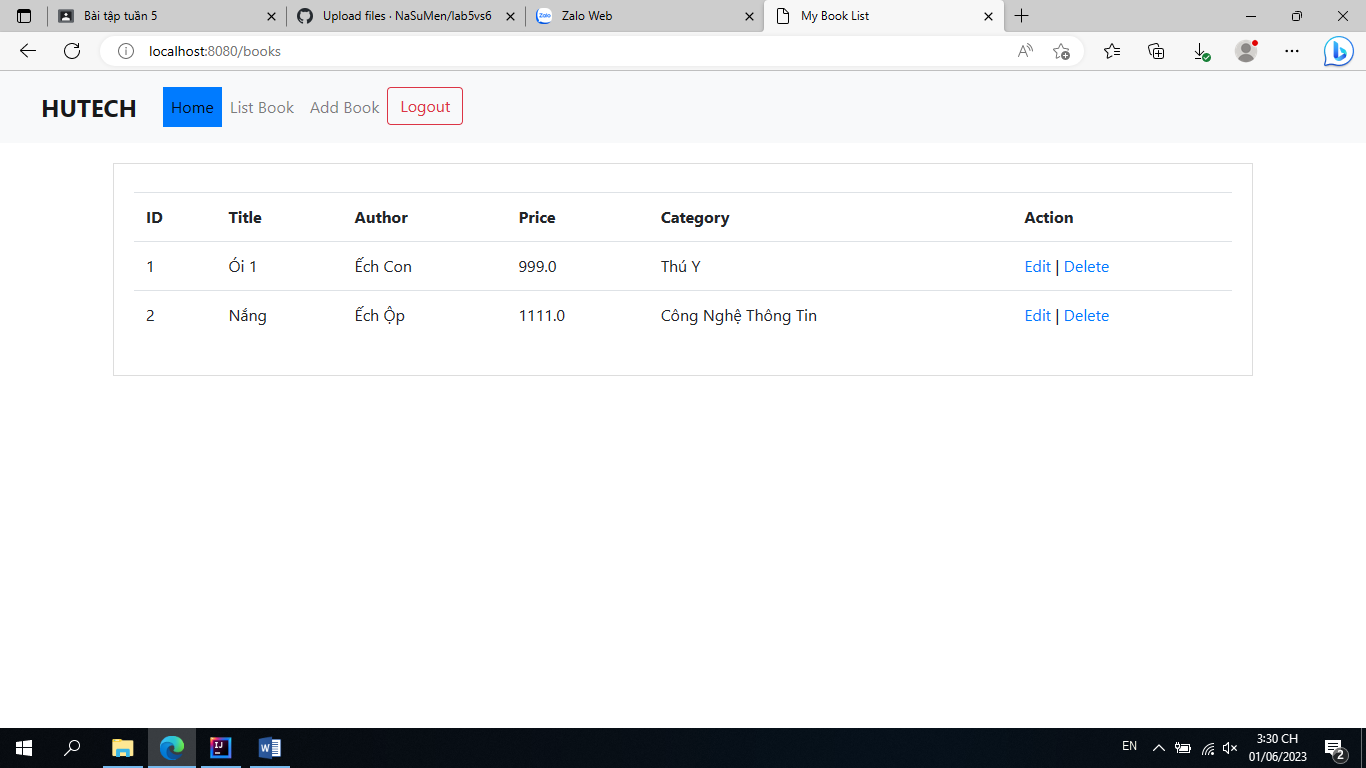 Bài tập tuần 5
Upload files · NaSuMen/lab5vs6
Zalo Web
My Book List
localhost:8080/books
HUTECH Home List Book Add Book Logout
ID Title Author Price Category Action
1 Ói 1 Ếch Con 999.0 Thú Y Edit | Delete
2 Nắng Ếch Ộp 1111.0 Công Nghệ Thông Tin Edit | Delete
EN
3:30 CH
01/06/2023
2